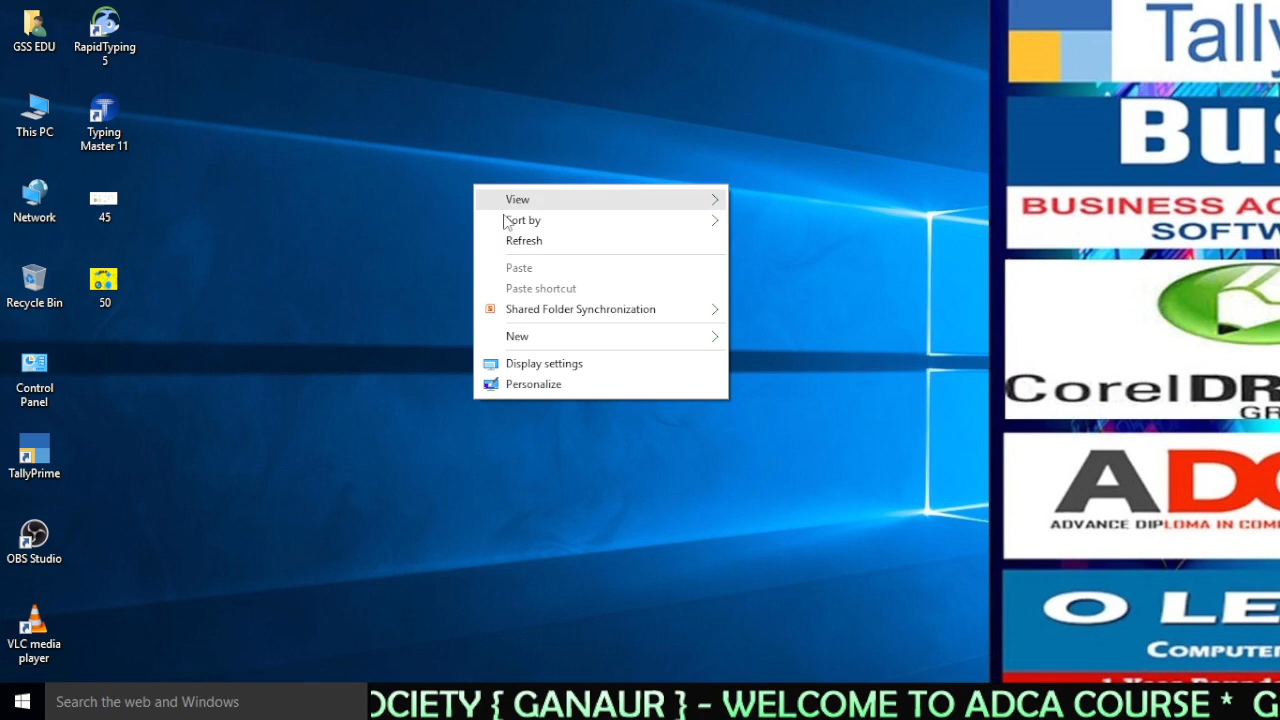 GSS EDU
RapidTyping
5
This PC
Typing
Master 11
Network
45
Recycle Bin
50
Control
Panel
TallyPrime
OBS Studio
VLC media
player
View
Sort by
Refresh
Paste
Paste shortcut
Shared Folder Synchronization
New
Display settings
Personalize
Tally
Bus
BUSINESS AC
SOFTW
CorelDR
GR
ADC
ADVANCE DIPLOMA IN COM
O LE
COMPUTER
Search the web and Windows
OCIETY { GANAUR } - WELCOME TO ADCA COURSE * G